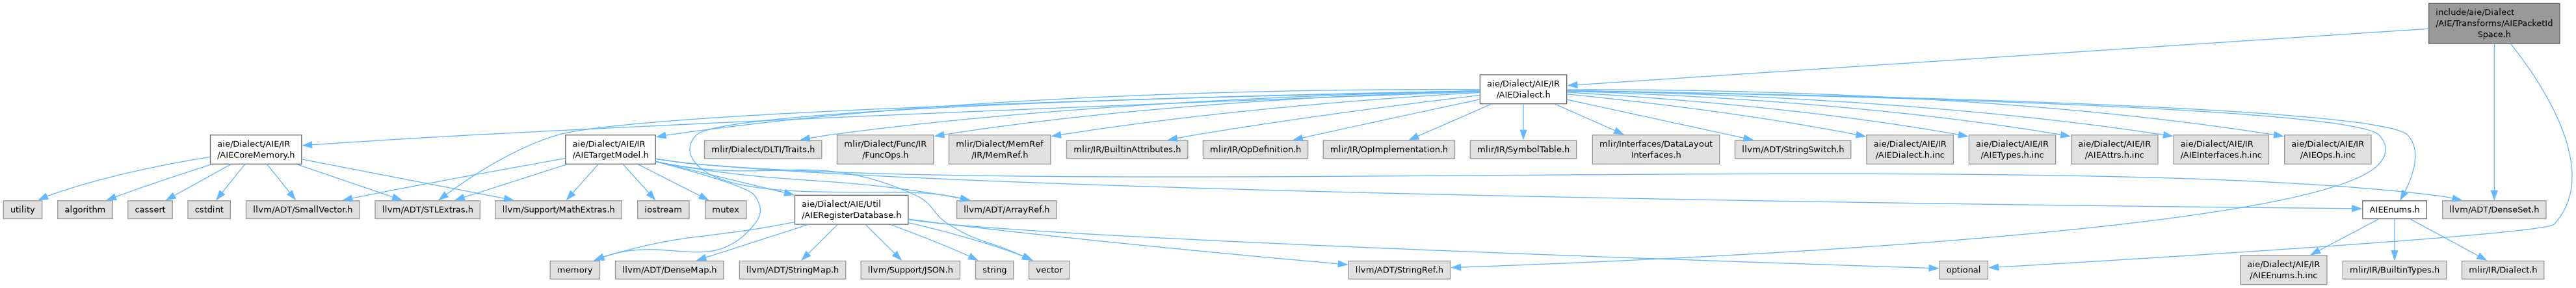 include/aie/Dialect
/AIE/Transforms/AIEPacketId
Space.h
aie/Dialect/AIE/IR
/AIEDialect.h
aie/Dialect/AIE/IR
/AIECoreMemory.h
aie/Dialect/AIE/IR
/AIETargetModel.h
mlir/Dialect/DLTI/Traits.h
mlir/Dialect/Func/IR
/FuncOps.h
mlir/Dialect/MemRef
/IR/MemRef.h
mlir/IR/BuiltinAttributes.h
mlir/IR/OpDefinition.h
mlir/IR/OpImplementation.h
mlir/IR/SymbolTable.h
mlir/Interfaces/DataLayout
Interfaces.h
llvm/ADT/StringSwitch.h
aie/Dialect/AIE/IR
/AIEDialect.h.inc
aie/Dialect/AIE/IR
/AIETypes.h.inc
aie/Dialect/AIE/IR
/AIEAttrs.h.inc
aie/Dialect/AIE/IR
/AIEInterfaces.h.inc
aie/Dialect/AIE/IR
/AIEOps.h.inc
utility
algorithm
cassert
cstdint
llvm/ADT/SmallVector.h
llvm/ADT/STLExtras.h
llvm/Support/MathExtras.h
iostream
mutex
aie/Dialect/AIE/Util
/AIERegisterDatabase.h
llvm/ADT/ArrayRef.h
AIEEnums.h
llvm/ADT/DenseSet.h
memory
llvm/ADT/DenseMap.h
llvm/ADT/StringMap.h
llvm/Support/JSON.h
string
vector
llvm/ADT/StringRef.h
optional
aie/Dialect/AIE/IR
/AIEEnums.h.inc
mlir/IR/BuiltinTypes.h
mlir/IR/Dialect.h